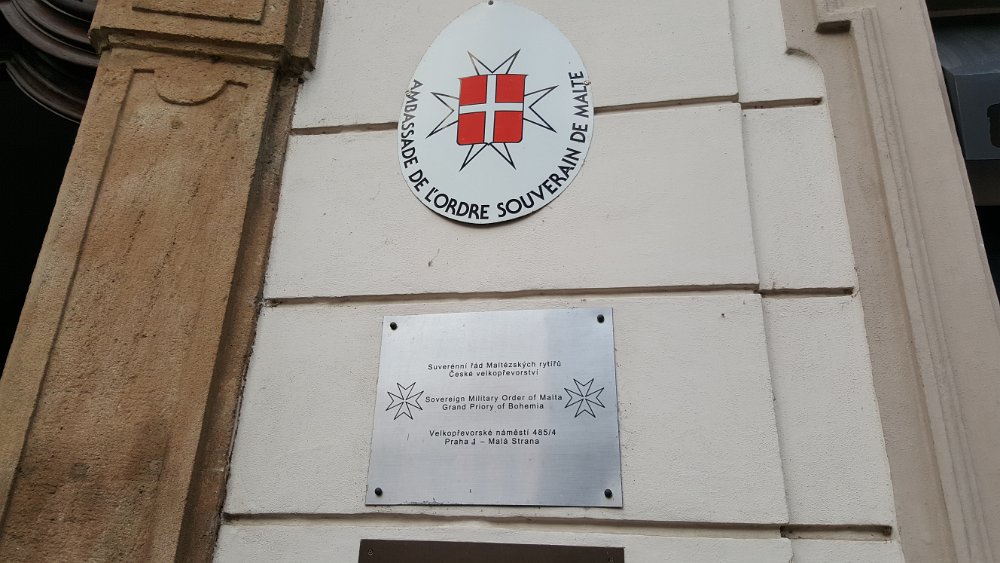 AMBASSADE DE L'ORDRE SOUVERAIN DE MALTE
Suverénní řád Maltézských rytířů
České velkopřevorství
Sovereign Military Order of Malta
Grand Priory of Bohemia
Velkopřevorské náměstí 485/4
Praha 1 – Malá Strana